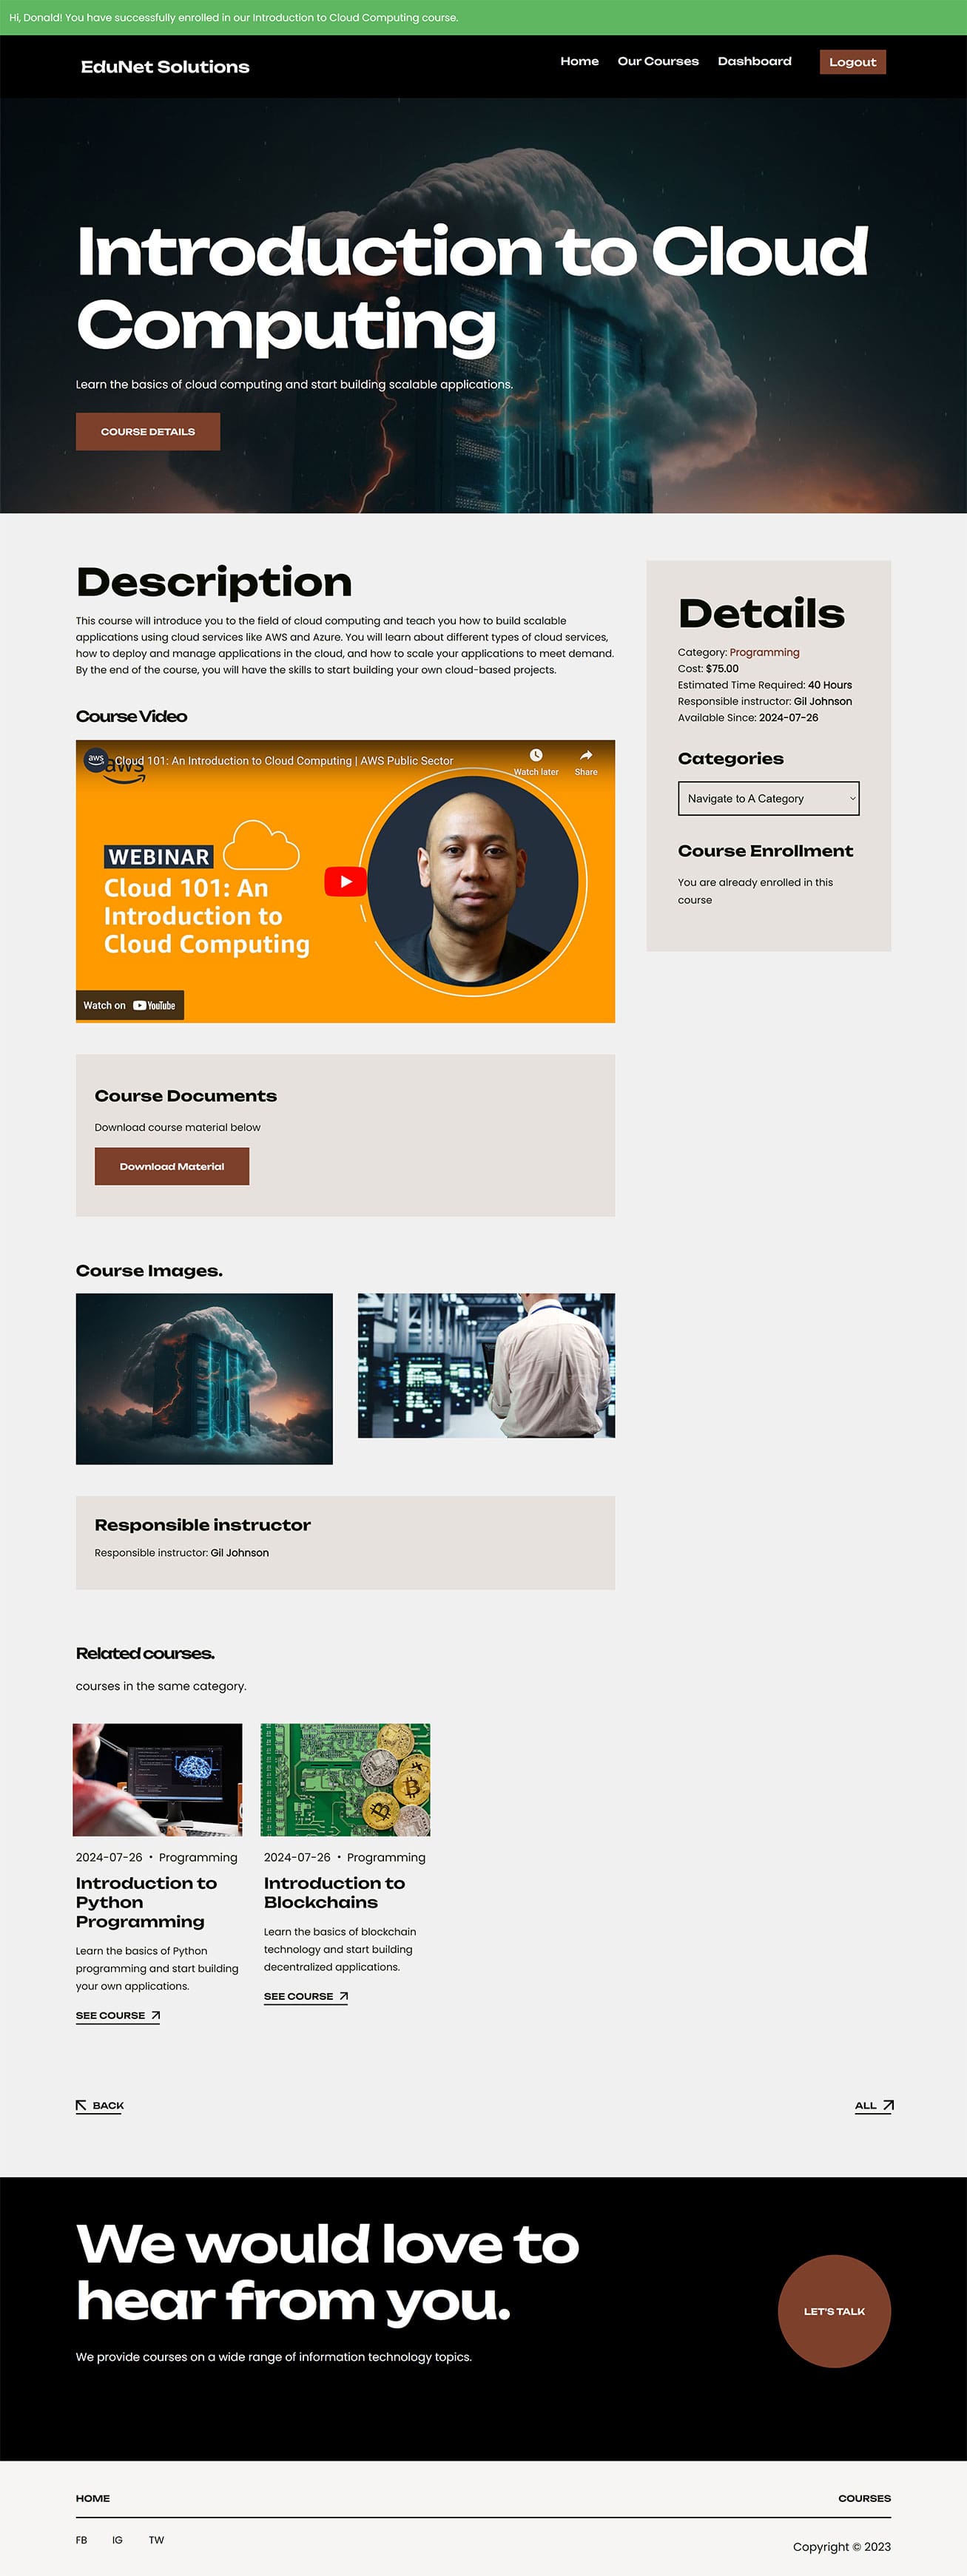 Hi, Donald! You have successfully enrolled in our Introduction to Cloud Computing course.
EduNet Solutions
Home
Our Courses
Dashboard
Logout
Introduction to Cloud
Computing
Learn the basics of cloud computing and start building scalable applications.
COURSE DETAILS
Description
This course will introduce you to the field of cloud computing and teach you how to build scalable
applications using cloud services like AWS and Azure. You will learn about different types of cloud services,
how to deploy and manage applications in the cloud, and how to scale your applications to meet demand.
By the end of the course, you will have the skills to start building your own cloud-based projects.
Course Video
aws
aws
Cloud 101: An Introduction to Cloud Computing | AWS Public Sector
Watch later
Share
WEBINAR
Cloud 101: An
Introduction to
Cloud Computing
Watch on YouTube
Details
Category: Programming
Cost: $75.00
Estimated Time Required: 40 Hours
Responsible instructor: Gil Johnson
Available Since: 2024-07-26
Categories
Navigate to A Category
Course Enrollment
You are already enrolled in this
course
Course Documents
Download course material below
Download Material
Course Images.
Responsible instructor
Responsible instructor: Gil Johnson
Related courses.
courses in the same category.
2024-07-26 • Programming
Introduction to
Python
Programming
Learn the basics of Python
programming and start building
your own applications.
SEE COURSE
2024-07-26 • Programming
Introduction to
Blockchains
Learn the basics of blockchain
technology and start building
decentralized applications.
SEE COURSE
BACK
ALL
We would love to
hear from you.
We provide courses on a wide range of information technology topics.
LET'S TALK
HOME
COURSES
FB
IG
TW
Copyright © 2023